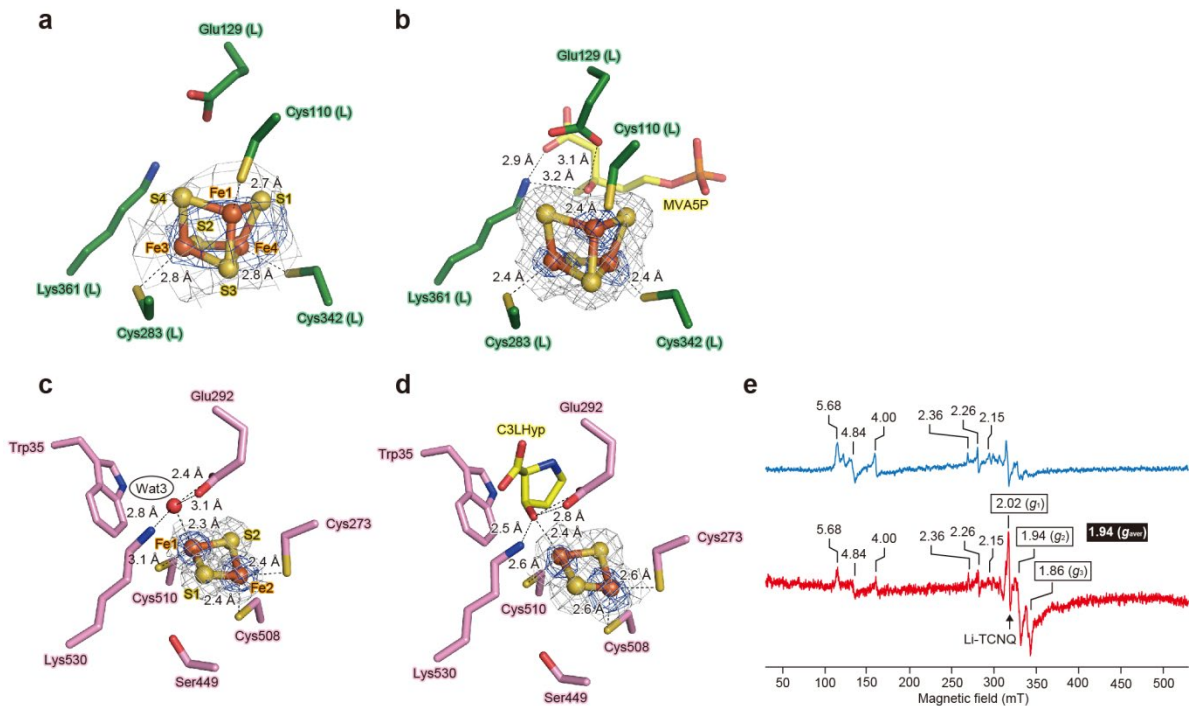 a
Glu129 (L)
Cys110 (L)
2.7 Å
Fe1
S4
S1
S2
Fe3
Fe4
2.8 Å
2.8 Å
S3
Lys361 (L)
Cys283 (L)
Cys342 (L)
b
Glu129 (L)
Cys110 (L)
2.9 Å
3.1 Å
3.2 Å
MVA5P
2.4 Å
2.4 Å
2.4 Å
Lys361 (L)
Cys283 (L)
Cys342 (L)
c
Glu292
Trp35
2.4 Å
Wat3
3.1 Å
2.8 Å
2.3 Å
S2
Cys273
Fe1
3.1 Å
2.4 Å
Cys510
S1
Fe2
2.4 Å
Cys508
Lys530
Ser449
d
Glu292
C3LHyp
Trp35
2.5 Å
2.8 Å
2.4 Å
Cys273
2.6 Å
2.6 Å
Cys510
2.6 Å
Cys508
Lys530
Ser449
e
5.68
4.84
4.00
2.36
2.26
2.15
2.02 (g1)
1.94 (g2)
1.94 (gaver)
1.86 (g3)
5.68
4.84
4.00
2.36
2.26
2.15
Li-TCNQ
50 100 150 200 250 300 350 400 450 500
Magnetic field (mT)